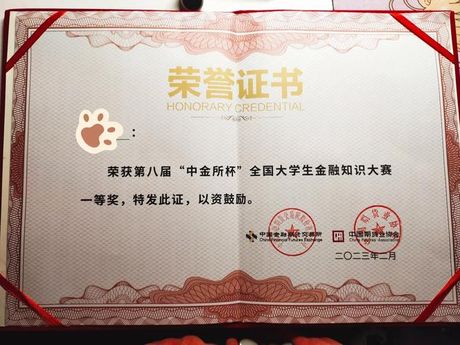 荣誉证书
HONORARY CREDENTIAL
:
荣获第八届“中金所杯”全国大学生金融知识大赛
一等奖，特发此证，以资鼓励。
中国金融期货交易所 中国期货业协会
China Financial Futures Exchange China Futures Association
二〇二三年二月